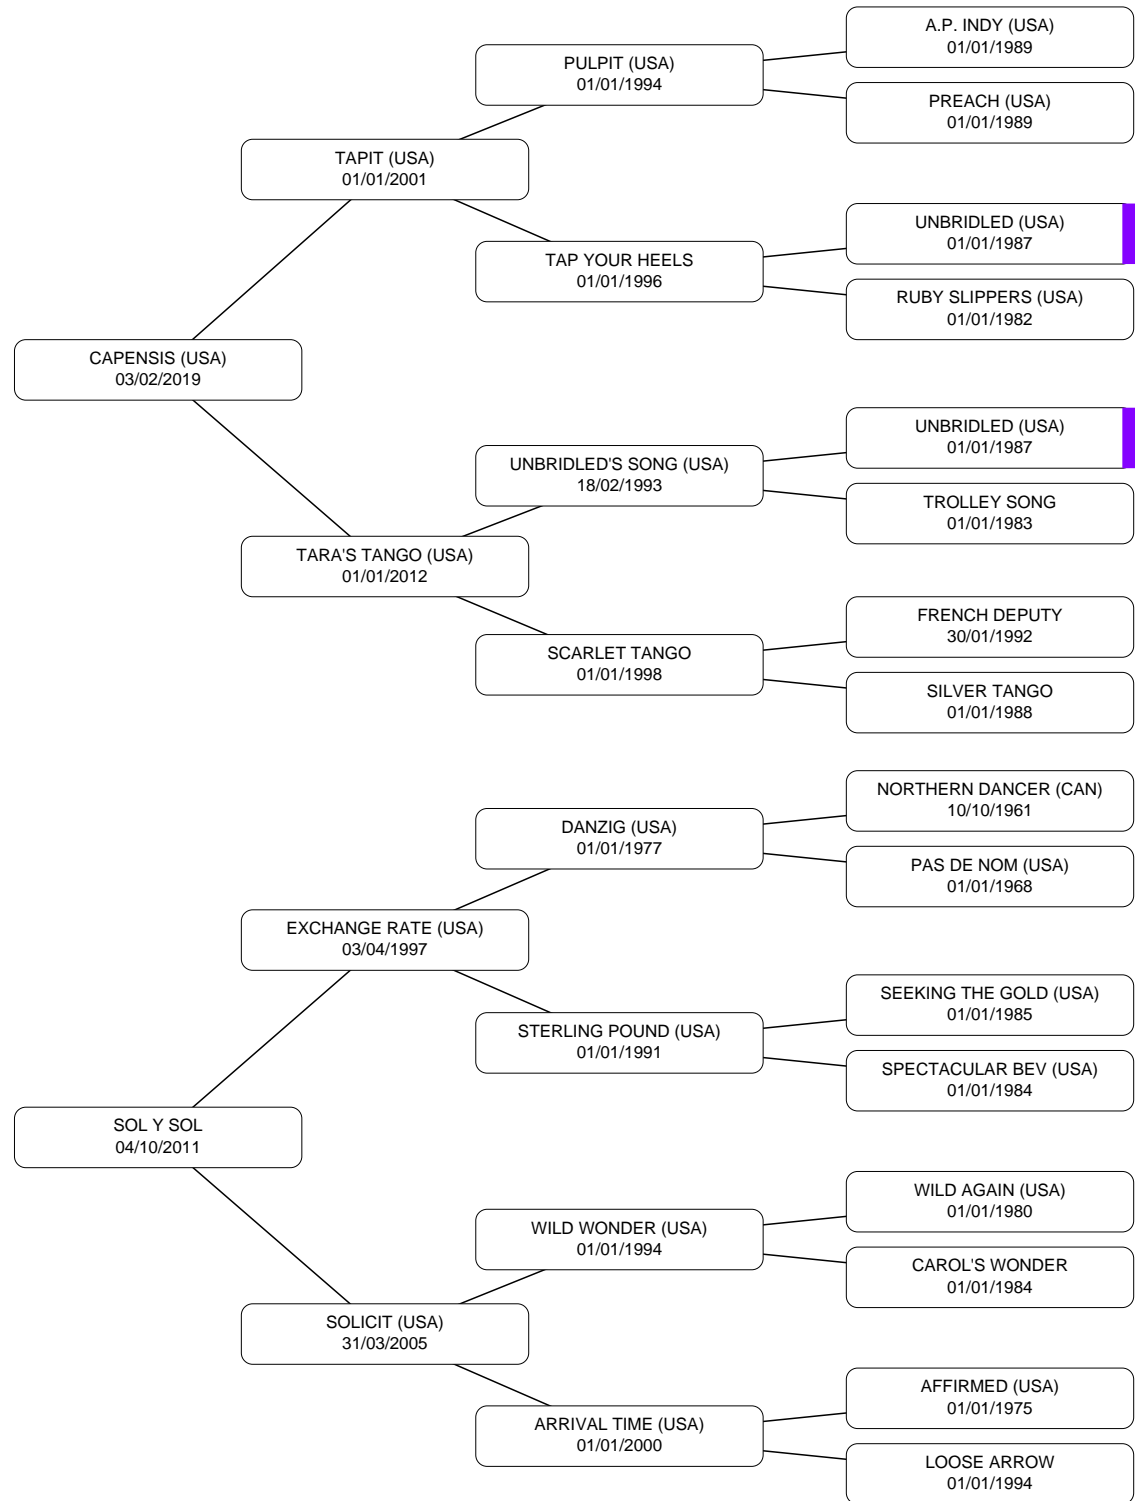 A.P. INDY (USA)
01/01/1989
PULPIT (USA)
01/01/1994
PREACH (USA)
01/01/1989
TAPIT (USA)
01/01/2001
UNBRIDLED (USA)
01/01/1987
TAP YOUR HEELS
01/01/1996
RUBY SLIPPERS (USA)
01/01/1982
CAPENSIS (USA)
03/02/2019
UNBRIDLED (USA)
01/01/1987
UNBRIDLED'S SONG (USA)
18/02/1993
TROLLEY SONG
01/01/1983
TARA'S TANGO (USA)
01/01/2012
FRENCH DEPUTY
30/01/1992
SCARLET TANGO
01/01/1998
SILVER TANGO
01/01/1988
NORTHERN DANCER (CAN)
10/10/1961
DANZIG (USA)
01/01/1977
PAS DE NOM (USA)
01/01/1968
EXCHANGE RATE (USA)
03/04/1997
SEEKING THE GOLD (USA)
01/01/1985
STERLING POUND (USA)
01/01/1991
SPECTACULAR BEV (USA)
01/01/1984
SOL Y SOL
04/10/2011
WILD AGAIN (USA)
01/01/1980
WILD WONDER (USA)
01/01/1994
CAROL'S WONDER
01/01/1984
SOLICIT (USA)
31/03/2005
AFFIRMED (USA)
01/01/1975
ARRIVAL TIME (USA)
01/01/2000
LOOSE ARROW
01/01/1994